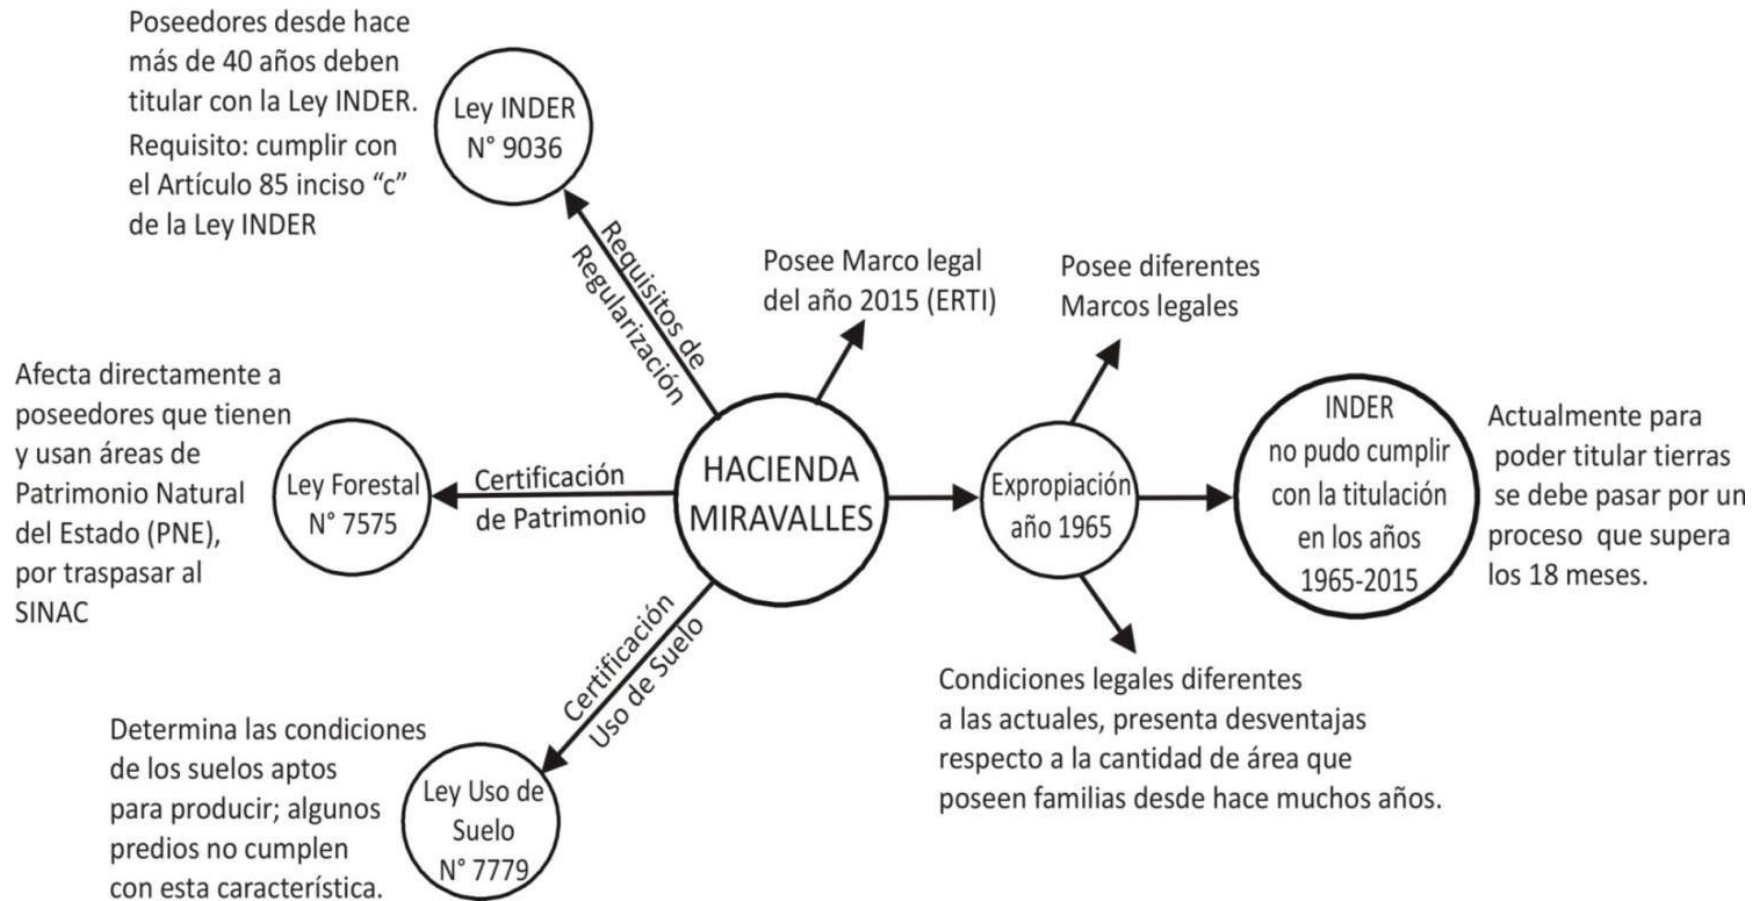 Poseedores desde hace
más de 40 años deben
titular con la Ley INDER.
Requisito: cumplir con
el Artículo 85 inciso “c”
de la Ley INDER
Ley INDER
N° 9036
Requisitos de
Regularización
Posee Marco legal
del año 2015 (ERTI)
Posee diferentes
Marcos legales
Afecta directamente a
poseedores que tienen
y usan áreas de
Patrimonio Natural
del Estado (PNE),
por traspasar al
SINAC
Ley Forestal
N° 7575
Certificación
de Patrimonio
HACIENDA
MIRAVALLES
Expropiación
año 1965
INDER
no pudo cumplir
con la titulación
en los años
1965-2015
Actualmente para
poder titular tierras
se debe pasar por un
proceso que supera
los 18 meses.
Certificación
Uso de Suelo
Condiciones legales diferentes
a las actuales, presenta desventajas
respecto a la cantidad de área que
poseen familias desde hace muchos años.
Determina las condiciones
de los suelos aptos
para producir; algunos
predios no cumplen
con esta característica.
Ley Uso de
Suelo
N° 7779